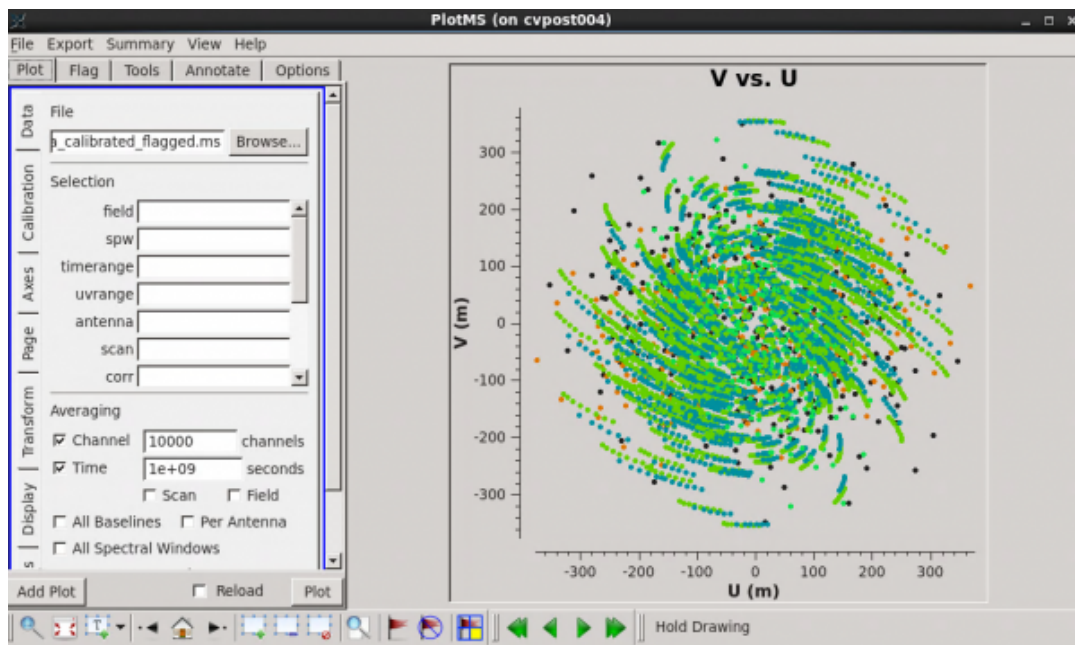 PlotMS (on cvpost004)
File Export Summary View Help
Plot Flag Tools Annotate Options
Data
Calibration
Axes
Page
Transform
Display
File
_calibrated_flagged.ms Browse...
Selection
field
spw
timerange
uvrange
antenna
scan
corr
Averaging
Channel 10000 channels
Time 1e+09 seconds
Scan Field
All Baselines Per Antenna
All Spectral Windows
Add Plot Reload Plot
V vs. U
V (m)
300
200
100
0
-100
-200
-300
-300 -200 -100 0 100 200 300
U (m)
Hold Drawing